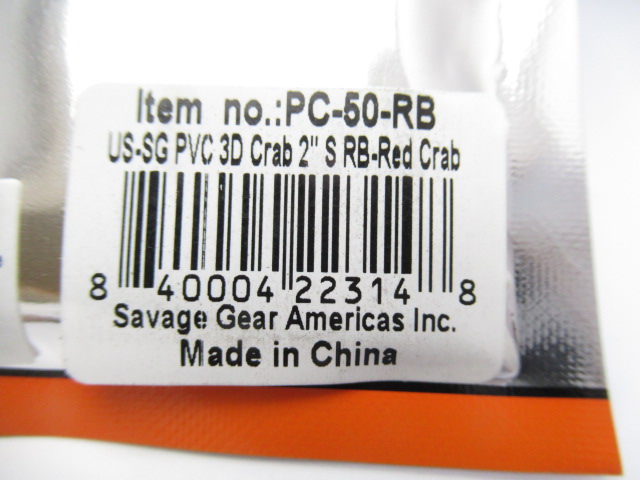 Item no.:PC-50-RB
US-SG PVC 3D Crab 2" S RB-Red Crab
8 40004 22314 8
Savage Gear Americas Inc.
Made in China